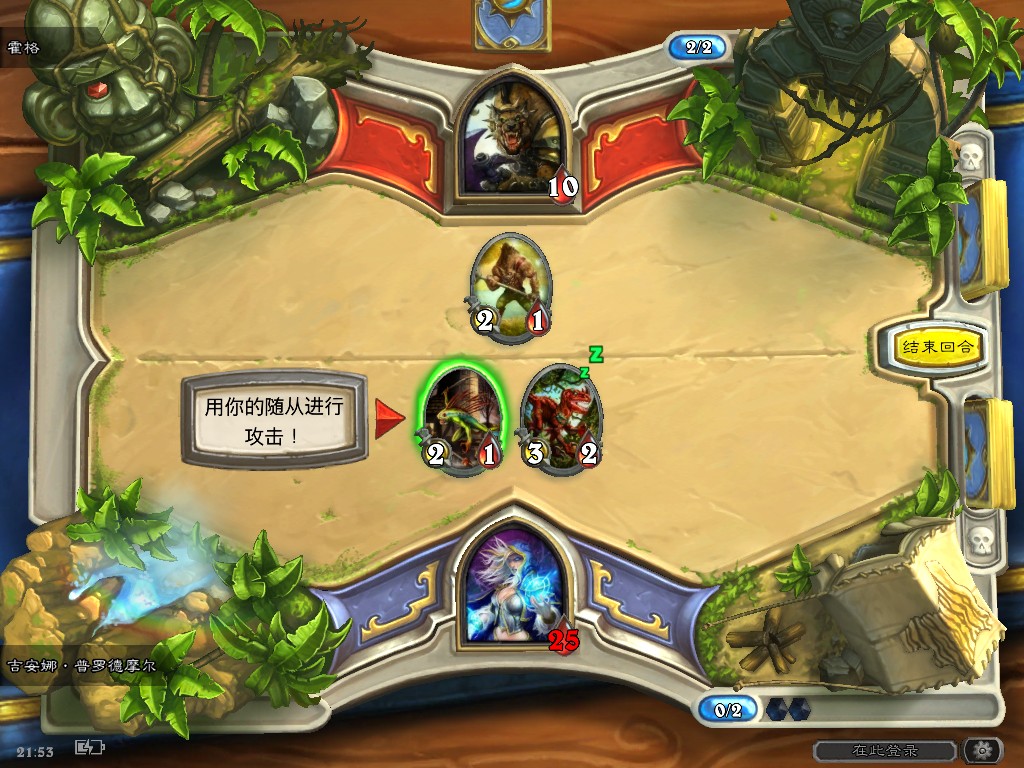 霍格
2/2
10
2 1
结束回合
Z
z
用你的随从进行
攻击！
2 1
3 2
25
吉安娜·普罗德摩尔
0/2
21:53
在此登录